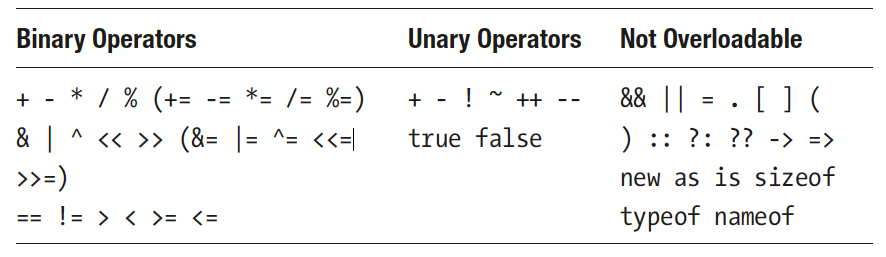 Binary Operators Unary Operators Not Overloadable
+ - * / % (+= -= *= /= %=) + - ! ~ ++ -- && || = . [ ] (
& | ^ << >> (&= |= ^= <<= true false ) :: ?: ?? -> =>
>>=) new as is sizeof
== != > < >= <= typeof nameof